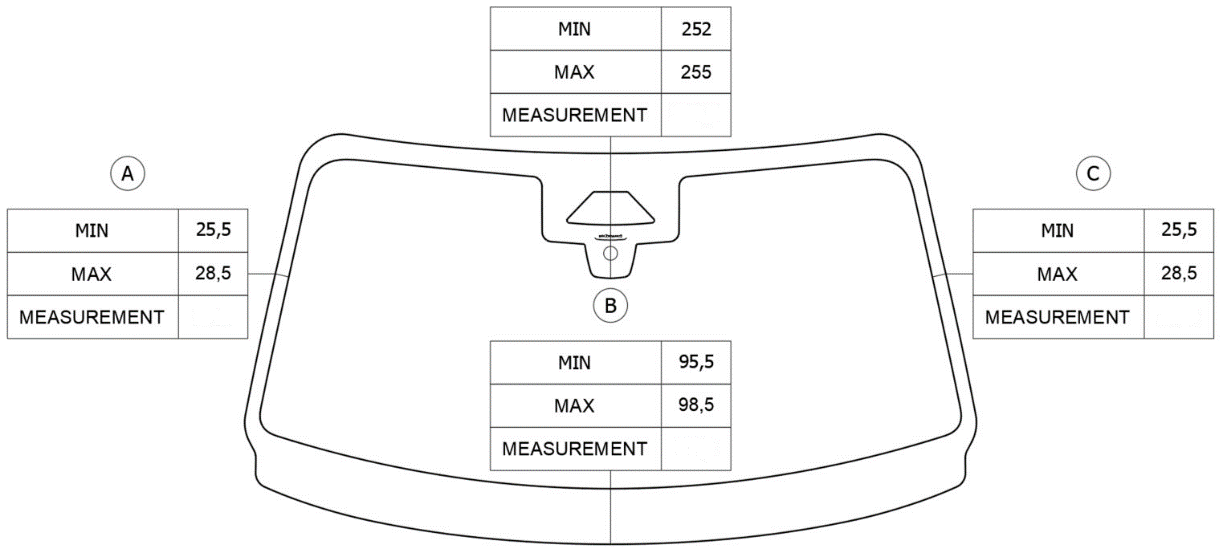 MIN 252
MAX 255
MEASUREMENT
A
MIN 25,5
MAX 28,5
MEASUREMENT
C
MIN 25,5
MAX 28,5
MEASUREMENT
B
MIN 95,5
MAX 98,5
MEASUREMENT